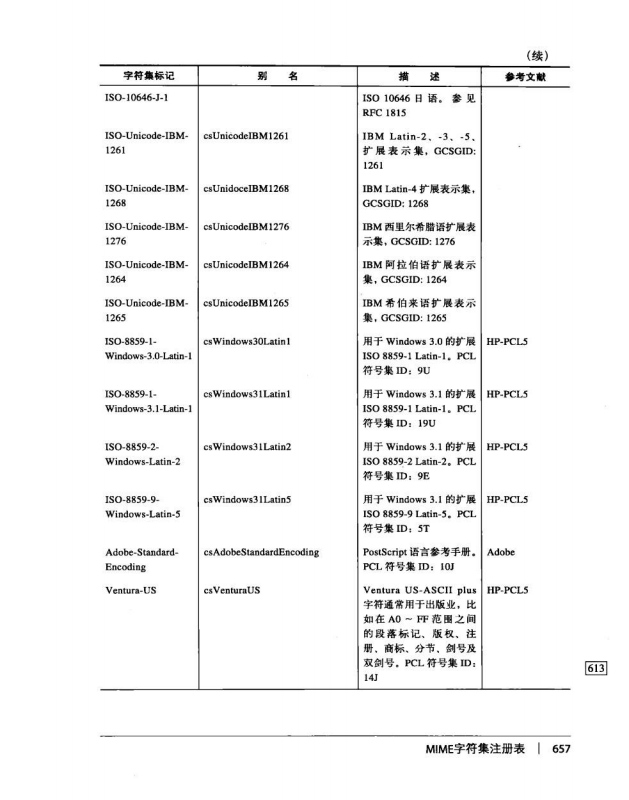 （续）
字符集标记 别 名 描 述 参考文献
ISO-10646-J-1 ISO 10646 日 语。 参 见
RFC 1815
ISO-Unicode-IBM- csUnicodeIBM1261 IBM Latin-2、-3、-5、
1261 扩展表示集，GCSGID:
1261
ISO-Unicode-IBM- csUnidoceIBM1268 IBM Latin-4 扩展表示集，
1268 GCSGID: 1268
ISO-Unicode-IBM- csUnicodeIBM1276 IBM 西里尔希腊语扩展表
1276 示集，GCSGID: 1276
ISO-Unicode-IBM- csUnicodeIBM1264 IBM 阿拉伯语扩展表示
1264 集，GCSGID: 1264
ISO-Unicode-IBM- csUnicodeIBM1265 IBM 希伯来语扩展表示
1265 集，GCSGID: 1265
ISO-8859-1- csWindows30Latin1 用于 Windows 3.0 的扩展 HP-PCL5
Windows-3.0-Latin-1 ISO 8859-1 Latin-1。PCL
符号集 ID：9U
ISO-8859-1- csWindows31Latin1 用于 Windows 3.1 的扩展 HP-PCL5
Windows-3.1-Latin-1 ISO 8859-1 Latin-1。PCL
符号集 ID：19U
ISO-8859-2- csWindows31Latin2 用于 Windows 3.1 的扩展 HP-PCL5
Windows-Latin-2 ISO 8859-2 Latin-2。PCL
符号集 ID：9E
ISO-8859-9- csWindows31Latin5 用于 Windows 3.1 的扩展 HP-PCL5
Windows-Latin-5 ISO 8859-9 Latin-5。PCL
符号集 ID：5T
Adobe-Standard- csAdobeStandardEncoding PostScript 语言参考手册。 Adobe
Encoding PCL 符号集 ID：10J
Ventura-US csVenturaUS Ventura US-ASCII plus HP-PCL5
字符通常用于出版业，比
如在 A0 ~ FF 范围之间
的段落标记、版权、注
册、商标、分节、剑号及
双剑号。PCL 符号集 ID：
14J
613
MIME字符集注册表 | 657